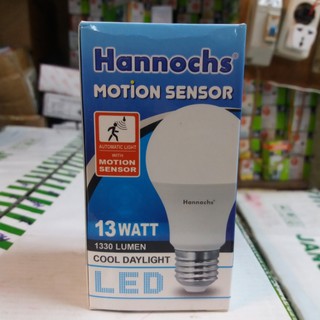 Hannochs®
MOTION SENSOR
AUTOMATIC LIGHT
WITH
MOTION
SENSOR
Hannochs®
13 WATT
1330 LUMEN
COOL DAYLIGHT
LED